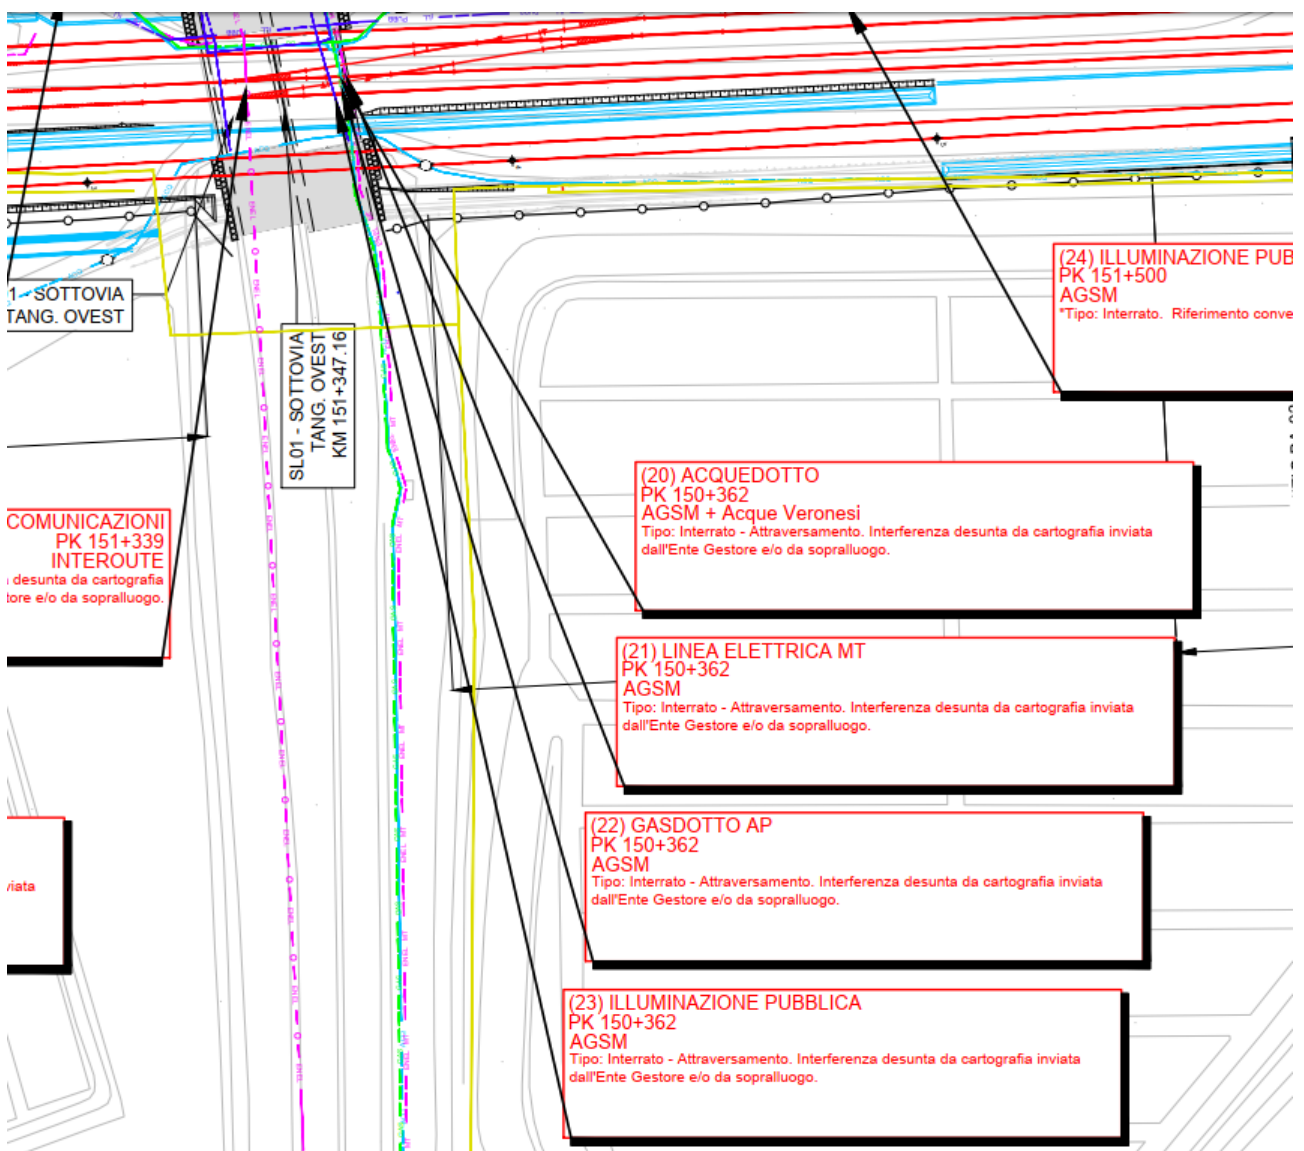 (24) ILLUMINAZIONE PUB
PK 151+500
AGSM
*Tipo: Interrato. Riferimento conve
1 - SOTTOVIA
TANG. OVEST
SL01 - SOTTOVIA
TANG. OVEST
KM 151+347.16
(20) ACQUEDOTTO
PK 150+362
AGSM + Acque Veronesi
Tipo: Interrato - Attraversamento. Interferenza desunta da cartografia inviata
dall'Ente Gestore e/o da sopralluogo.
COMUNICAZIONI
PK 151+339
INTEROUTE
desunta da cartografia
tore e/o da sopralluogo.
(21) LINEA ELETTRICA MT
PK 150+362
AGSM
Tipo: Interrato - Attraversamento. Interferenza desunta da cartografia inviata
dall'Ente Gestore e/o da sopralluogo.
(22) GASDOTTO AP
PK 150+362
AGSM
Tipo: Interrato - Attraversamento. Interferenza desunta da cartografia inviata
dall'Ente Gestore e/o da sopralluogo.
viata
(23) ILLUMINAZIONE PUBBLICA
PK 150+362
AGSM
Tipo: Interrato - Attraversamento. Interferenza desunta da cartografia inviata
dall'Ente Gestore e/o da sopralluogo.